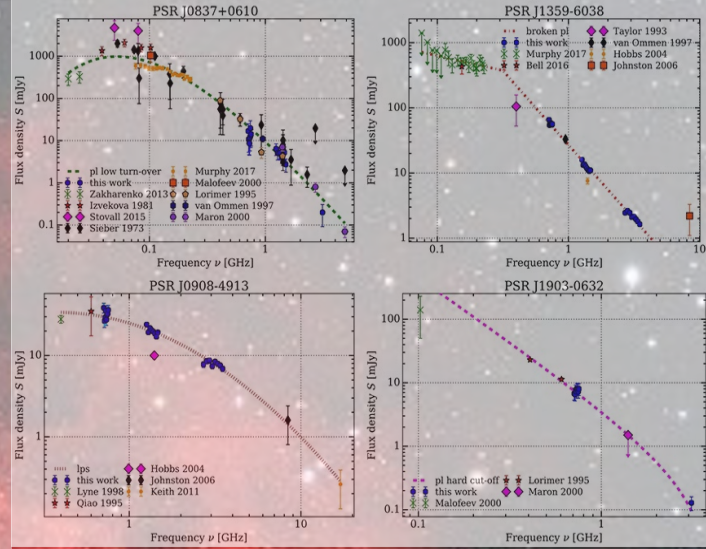 PSR J0837+0610
1000
100
10
1
0.1
Flux density S [mJy]
pl low turn-over
this work
Zakharenko 2013
Izvekova 1981
Stovall 2015
Sieber 1973
Murphy 2017
Malofeev 2000
Lorimer 1995
van Ommen 1997
Maron 2000
0.1
1
Frequency ν [GHz]
PSR J1359-6038
1000
100
10
1
Flux density S [mJy]
broken pl
this work
Murphy 2017
Bell 2016
Taylor 1993
van Ommen 1997
Hobbs 2004
Johnston 2006
0.1
1
10
Frequency ν [GHz]
PSR J0908-4913
10
1
Flux density S [mJy]
lps
this work
Lyne 1998
Qiao 1995
Hobbs 2004
Johnston 2006
Keith 2011
1
10
Frequency ν [GHz]
PSR J1903-0632
100
10
1
0.1
Flux density S [mJy]
pl hard cut-off
this work
Malofeev 2000
Lorimer 1995
Maron 2000
0.1
1
Frequency ν [GHz]